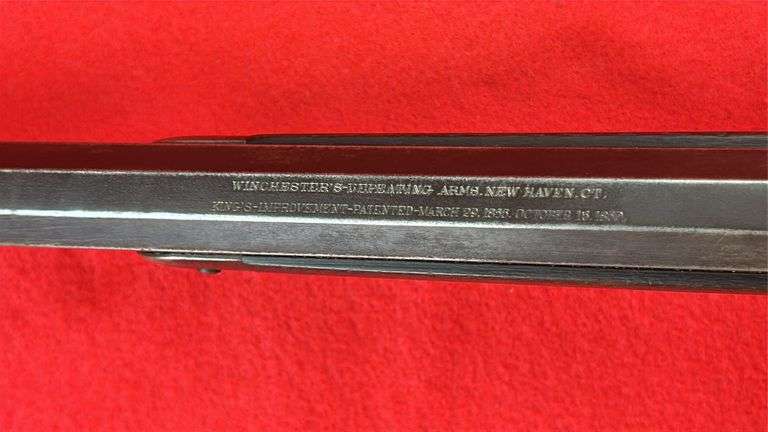 WINCHESTER'S-REPEATING ARMS. NEW HAVEN. CT.
KING'S-IMPROVEMENT-PATENTED-MARCH 29. 1866. OCTOBER 16. 1860.